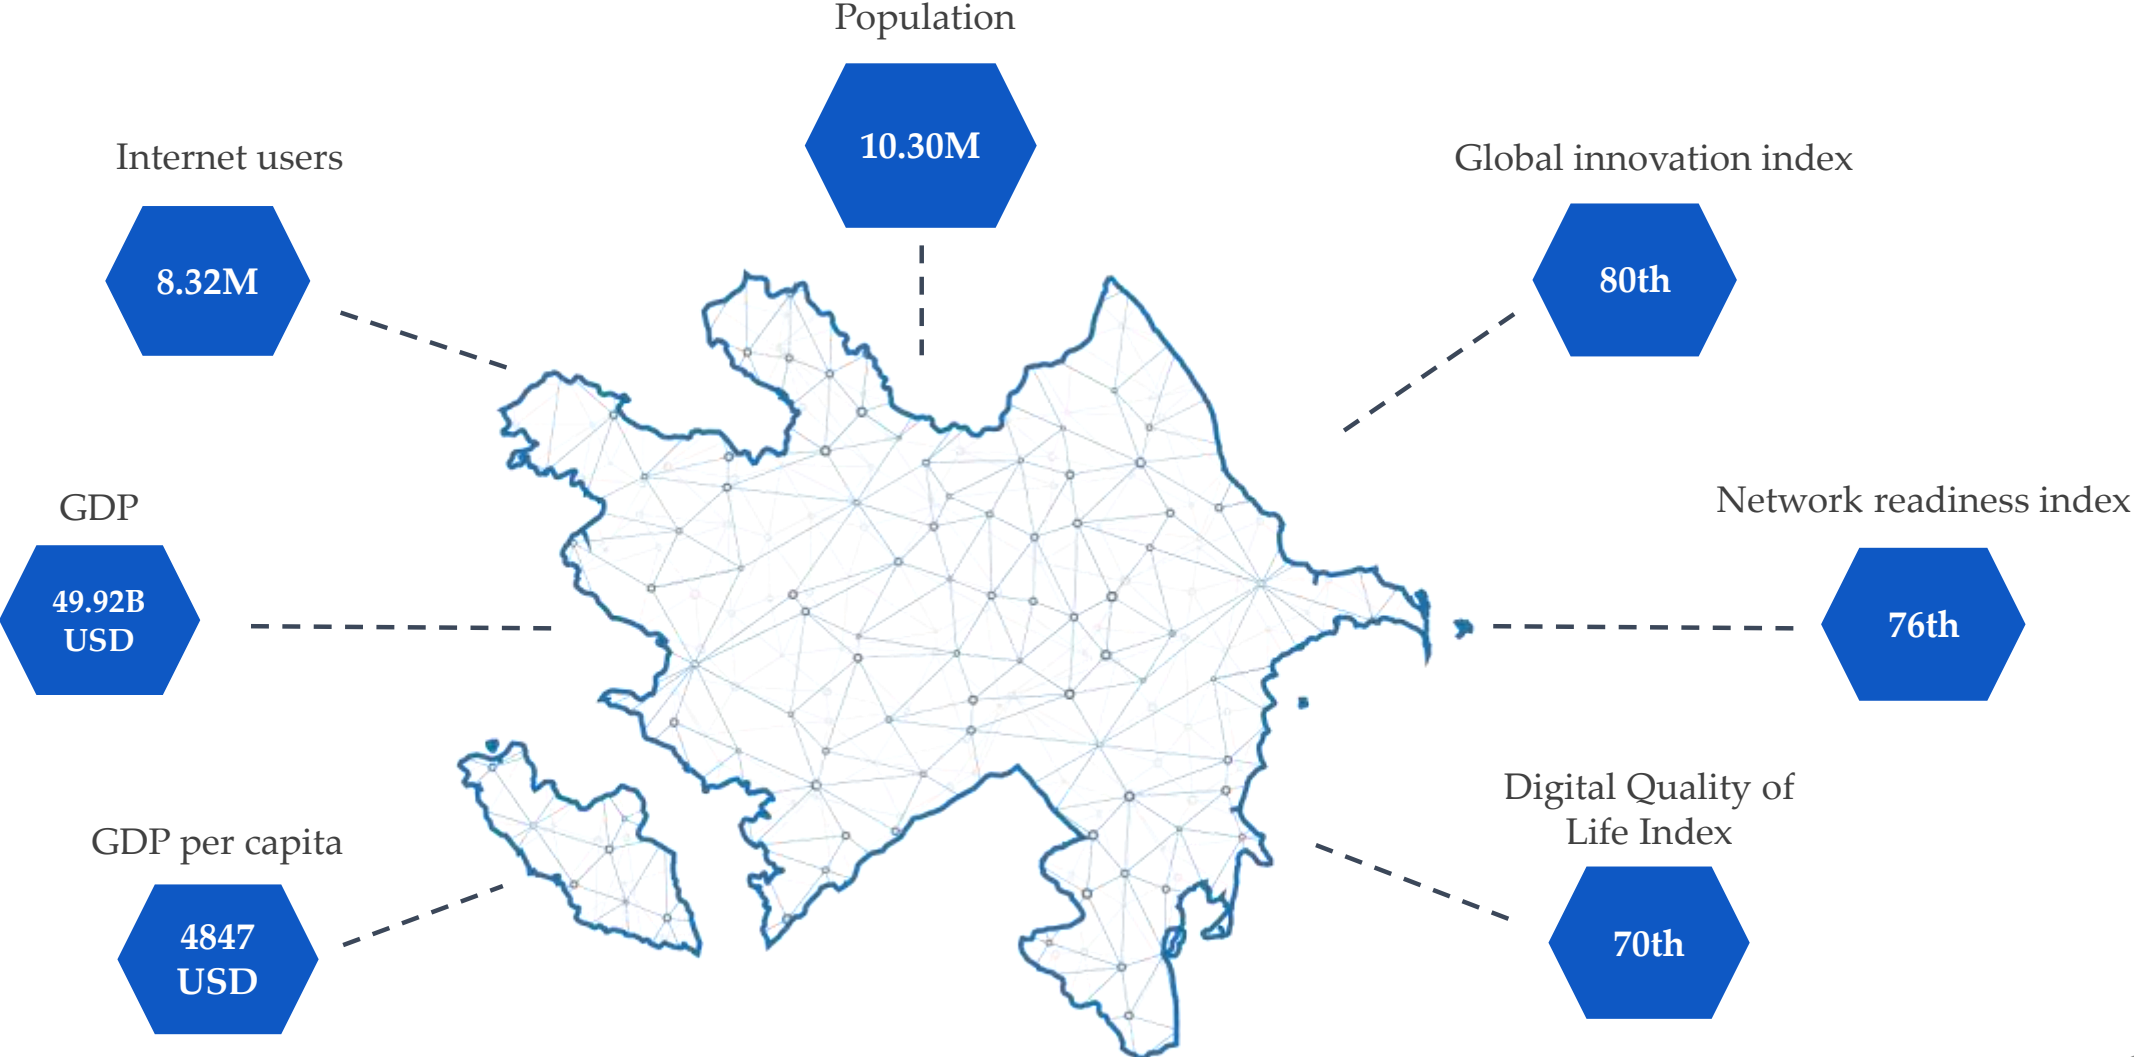 Population
10.30M
Internet users
8.32M
Global innovation index
80th
GDP
49.92B
USD
Network readiness index
76th
GDP per capita
4847
USD
Digital Quality of
Life Index
70th